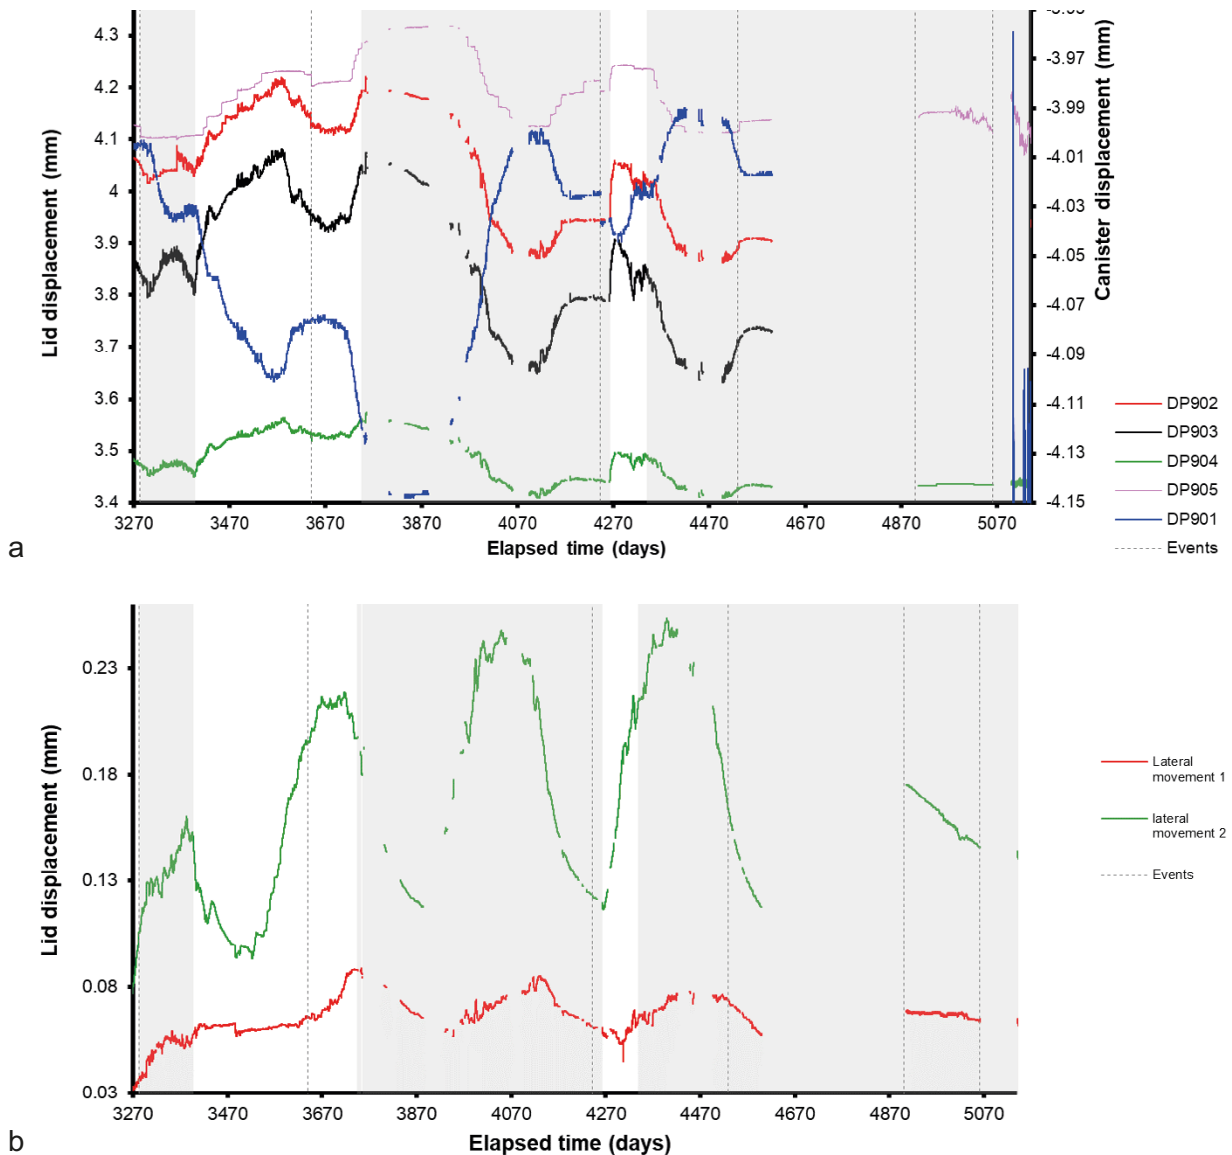 4.3
4.2
4.1
4
3.9
3.8
3.7
3.6
3.5
3.4
Lid displacement (mm)
-3.97
-3.99
-4.01
-4.03
-4.05
-4.07
-4.09
-4.11
-4.13
-4.15
Canister displacement (mm)
3270 3470 3670 3870 4070 4270 4470 4670 4870 5070
Elapsed time (days)
DP902
DP903
DP904
DP905
DP901
Events
a
0.23
0.18
0.13
0.08
0.03
Lid displacement (mm)
3270 3470 3670 3870 4070 4270 4470 4670 4870 5070
Elapsed time (days)
Lateral
movement 1
lateral
movement 2
Events
b